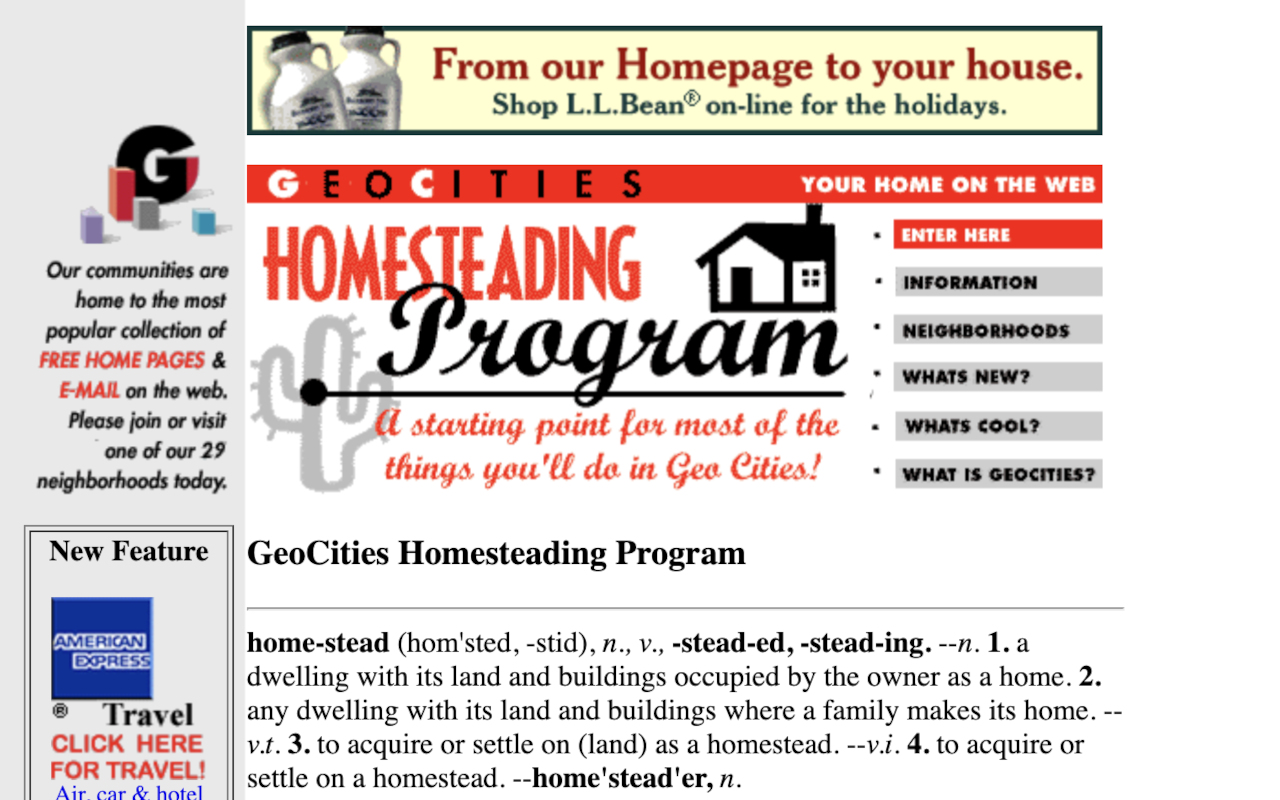 From our Homepage to your house.
Shop L.L.Bean® on-line for the holidays.
G
Our communities are
home to the most
popular collection of
FREE HOME PAGES &
E-MAIL on the web.
Please join or visit
one of our 29
neighborhoods today.
New Feature
AMERICAN
EXPRESS
® Travel
CLICK HERE
FOR TRAVEL!
Air, car & hotel
GEOCITIES YOUR HOME ON THE WEB
HOMESTEADING
Program
A starting point for most of the
things you'll do in Geo Cities!
ENTER HERE
INFORMATION
NEIGHBORHOODS
WHATS NEW?
WHATS COOL?
WHAT IS GEOCITIES?
GeoCities Homesteading Program
home-stead (hom'sted, -stid), n., v., -stead-ed, -stead-ing. --n. 1. a
dwelling with its land and buildings occupied by the owner as a home. 2.
any dwelling with its land and buildings where a family makes its home. --
v.t. 3. to acquire or settle on (land) as a homestead. --v.i. 4. to acquire or
settle on a homestead. --home'stead'er, n.